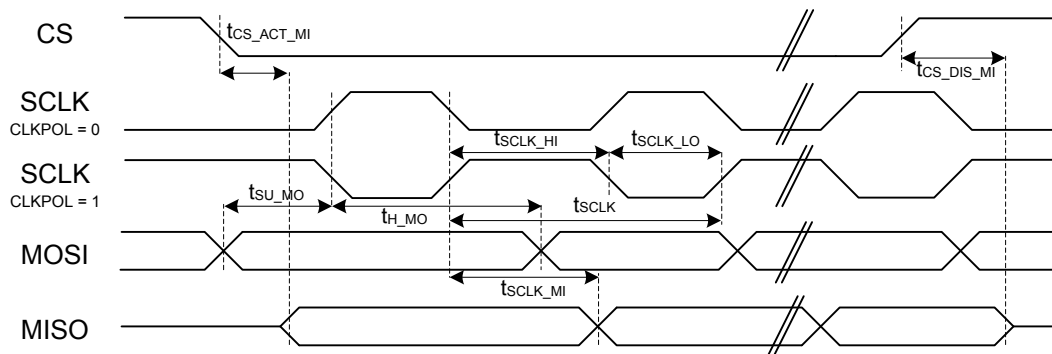 CS
tCS_ACT_MI
tCS_DIS_MI
SCLK
CLKPOL = 0
tSCLK_HI
tSCLK_LO
SCLK
CLKPOL = 1
tSU_MO
tH_MO
tSCLK
MOSI
tSCLK_MI
MISO